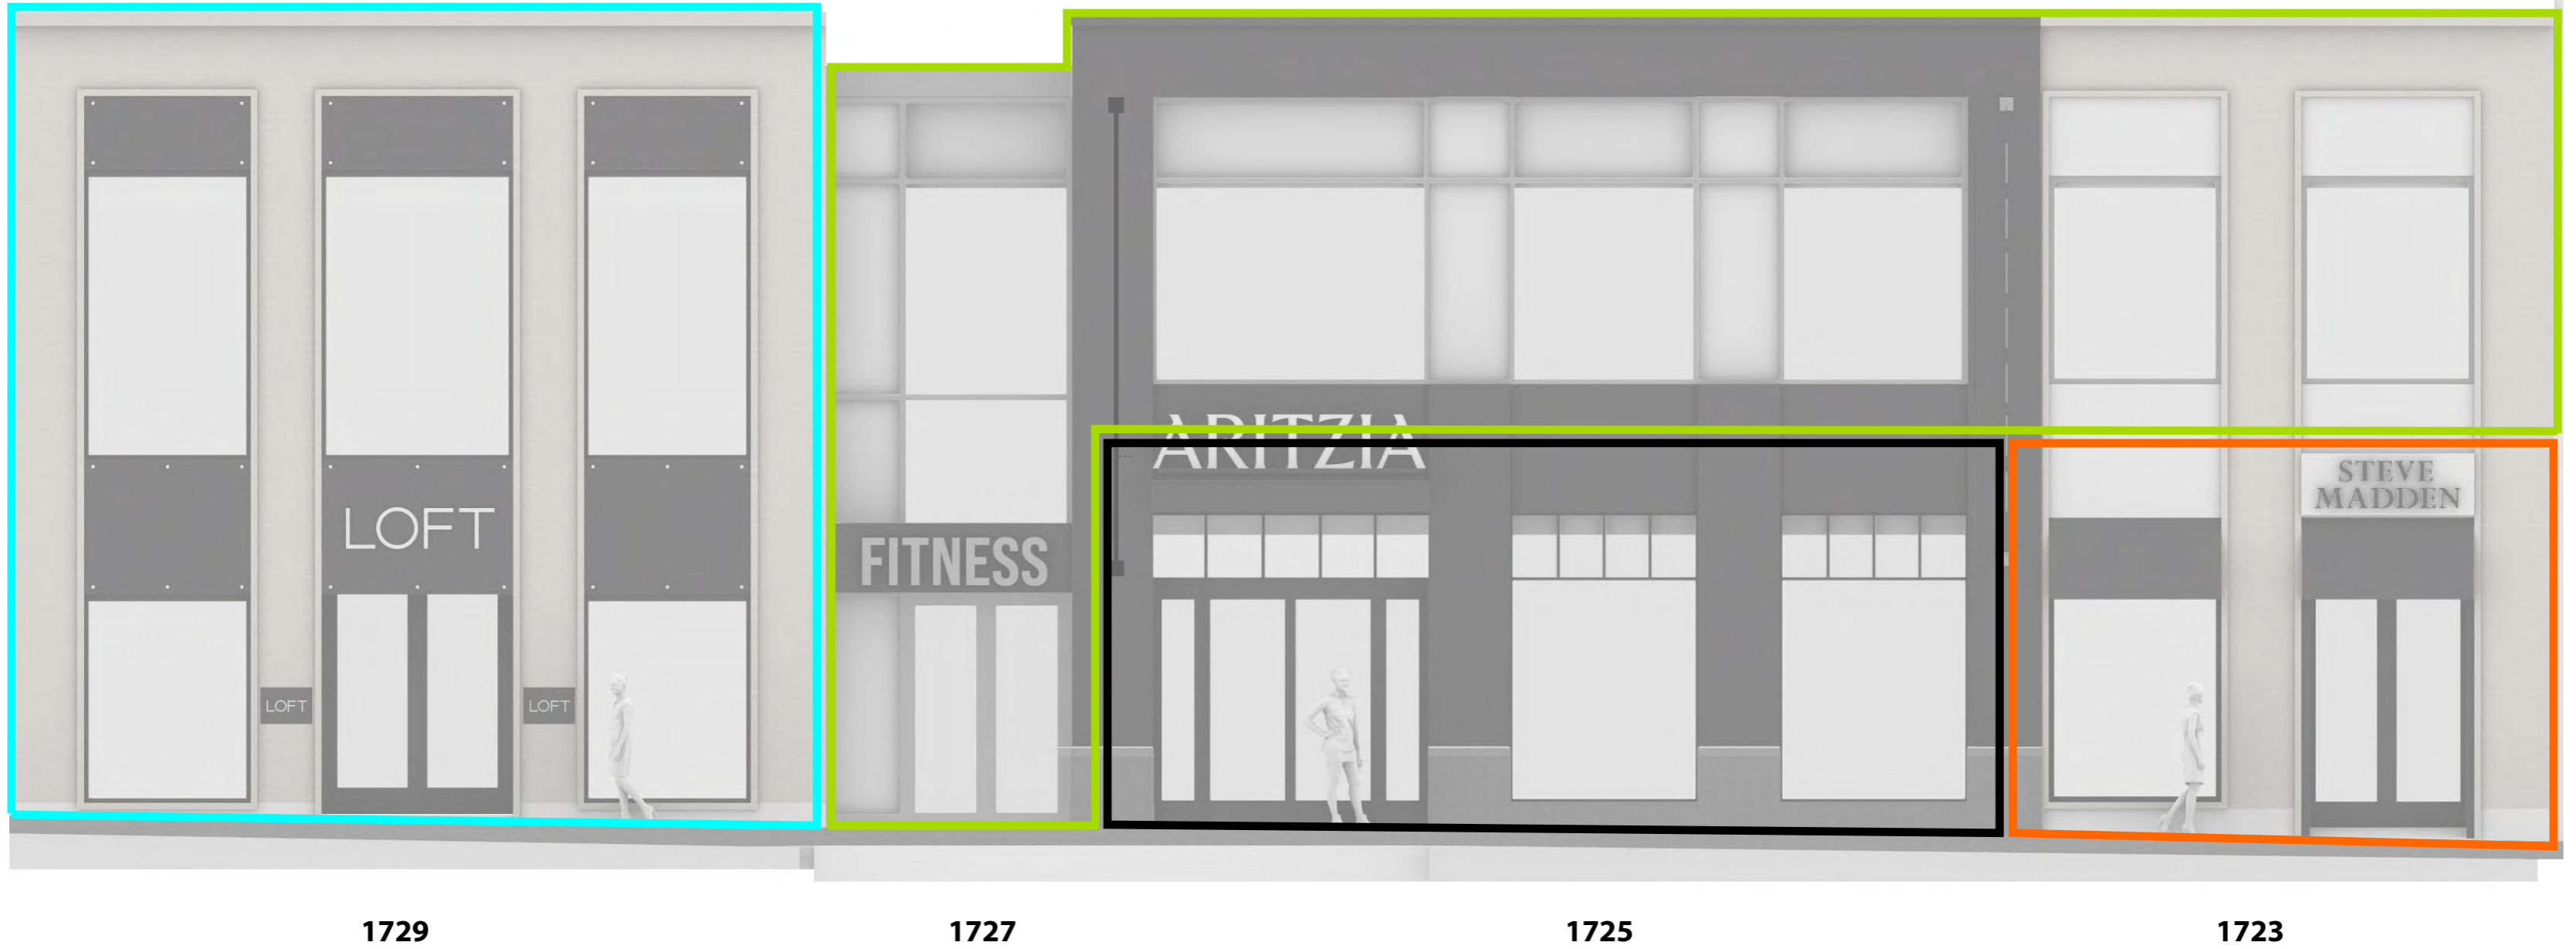 ARITZIA
STEVE
MADDEN
LOFT
FITNESS
LOFT
LOFT
1729
1727
1725
1723